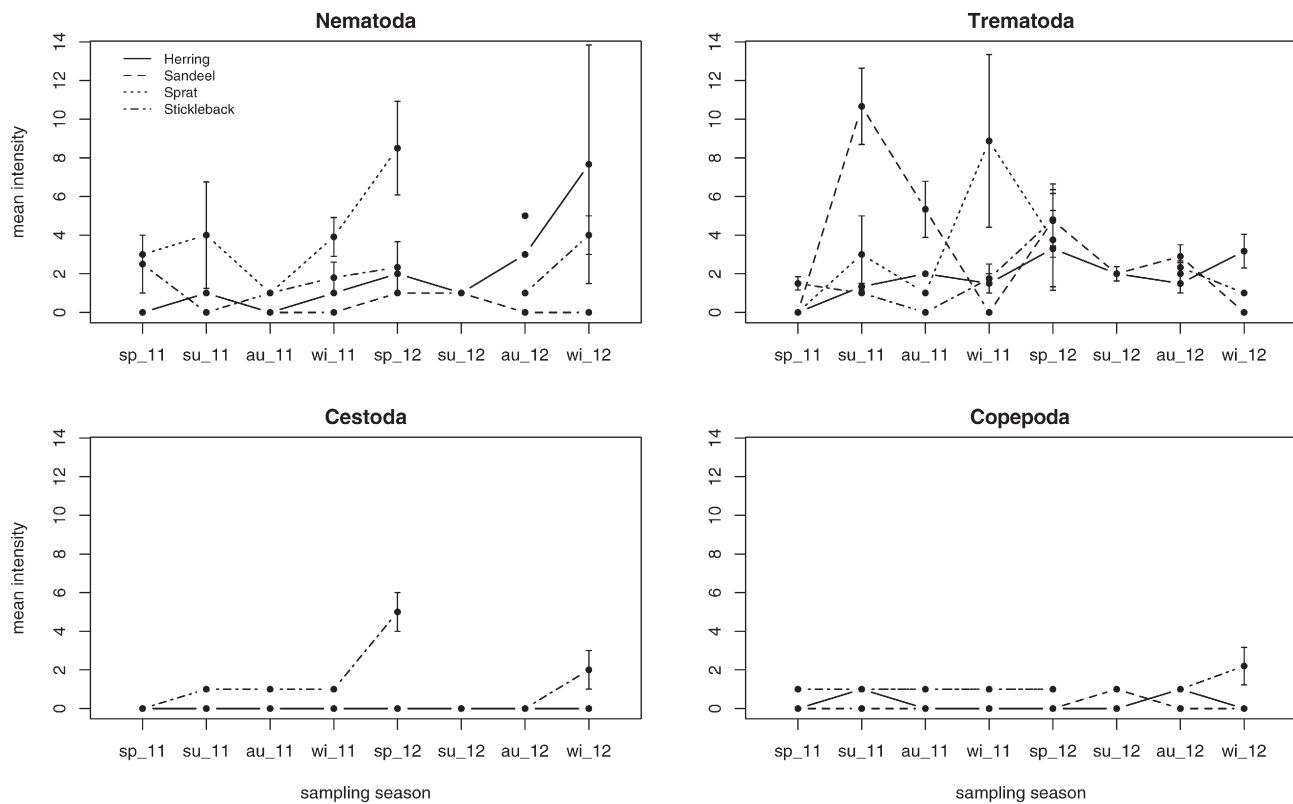 Nematoda
14
12
10
8
6
4
2
0
mean intensity
Herring
Sandeel
Sprat
Stickleback
sp_11 su_11 au_11 wi_11 sp_12 su_12 au_12 wi_12
Trematoda
14
12
10
8
6
4
2
0
sp_11 su_11 au_11 wi_11 sp_12 su_12 au_12 wi_12
Cestoda
14
12
10
8
6
4
2
0
mean intensity
sp_11 su_11 au_11 wi_11 sp_12 su_12 au_12 wi_12
sampling season
Copepoda
14
12
10
8
6
4
2
0
sp_11 su_11 au_11 wi_11 sp_12 su_12 au_12 wi_12
sampling season